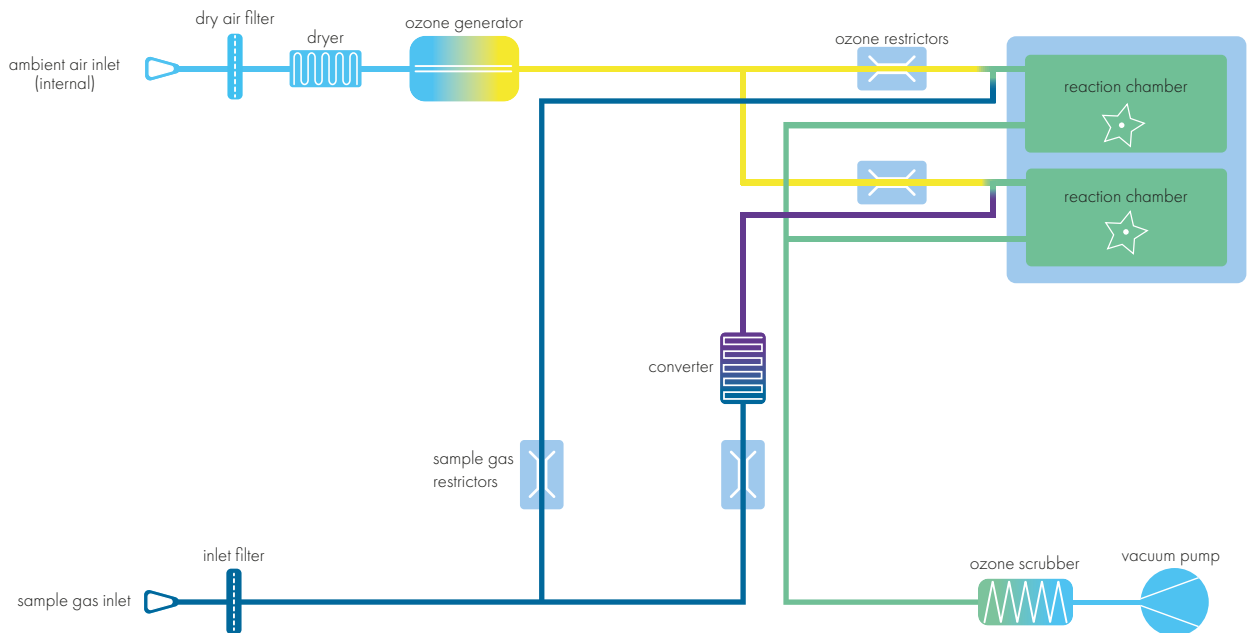 dry air filter
dryer
ozone generator
ambient air inlet
(internal)
ozone restrictors
reaction chamber
reaction chamber
converter
sample gas
restrictors
inlet filter
sample gas inlet
ozone scrubber
vacuum pump